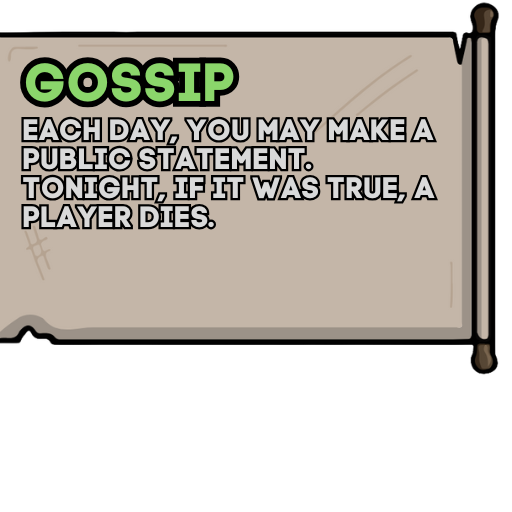 GOSSIP
EACH DAY, YOU MAY MAKE A
PUBLIC STATEMENT.
TONIGHT, IF IT WAS TRUE, A
PLAYER DIES.